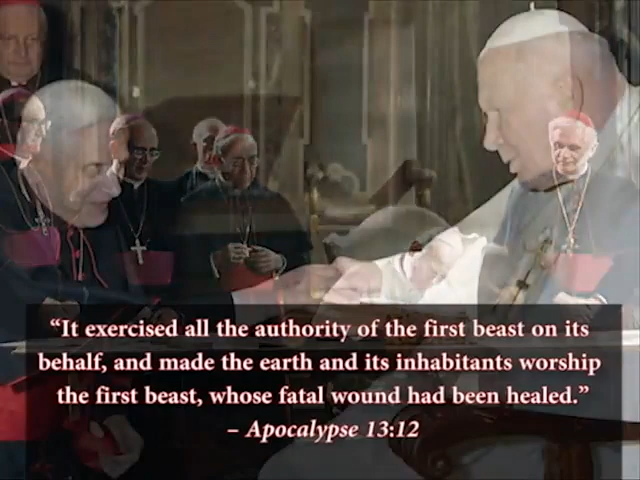 “It exercised all the authority of the first beast on its
behalf, and made the earth and its inhabitants worship
the first beast, whose fatal wound had been healed.”
– Apocalypse 13:12